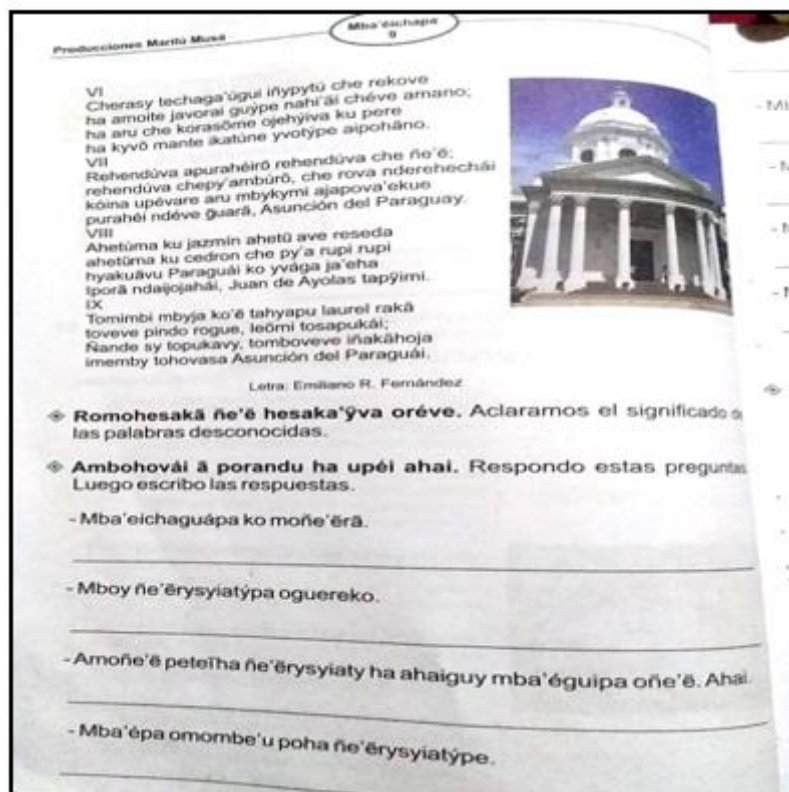 Producciones Marilú Musa
Mba'éichapa
9
VI
Cherasy techaga'úgui iñypytú che rekove
ha amoite javorai guýpe nahi'ãi chéve amano;
ha aru che korasõme ojehýiva ku pere
ha kyvõ mante ikatúne yvotýpe aipohãno.
VII
Rehendúva apurahéirõ rehendúva che ñe'ẽ;
rehendúva chepy'ambúrõ, che rova nderehechái
kóina upévare aru mbykymi ajapova'ekue
purahéi ndéve g̃uarã, Asunción del Paraguay.
VIII
Ahetũma ku jazmín ahetũ ave reseda
ahetũma ku cedron che py'a rupi rupi
hyakuãvu Paraguái ko yvága ja'eha
Iporã ndaijojahái, Juan de Ayolas tapỹimi.
IX
Tomimbi mbyja ko'ẽ tahyapu laurel rakã
toveve pindo rogue, leõmi tosapukái;
Ñande sy topukavy, tomboveve iñakãhoja
imemby tohovasa Asunción del Paraguái.
Letra: Emiliano R. Fernández
Romohesakã ñe'ẽ hesaka'ỹva oréve. Aclaramos el significado de
las palabras desconocidas.
Ambohovái ã porandu ha upéi ahai. Respondo estas preguntas.
Luego escribo las respuestas.
- Mba'eichaguápa ko moñe'ẽrã.
- Mboy ñe'ẽrysyiatýpa oguereko.
- Amoñe'ẽ peteĩha ñe'ẽrysyiaty ha ahaiguy mba'éguipa oñe'ẽ. Ahai.
- Mba'épa omombe'u poha ñe'ẽrysyiatýpe.